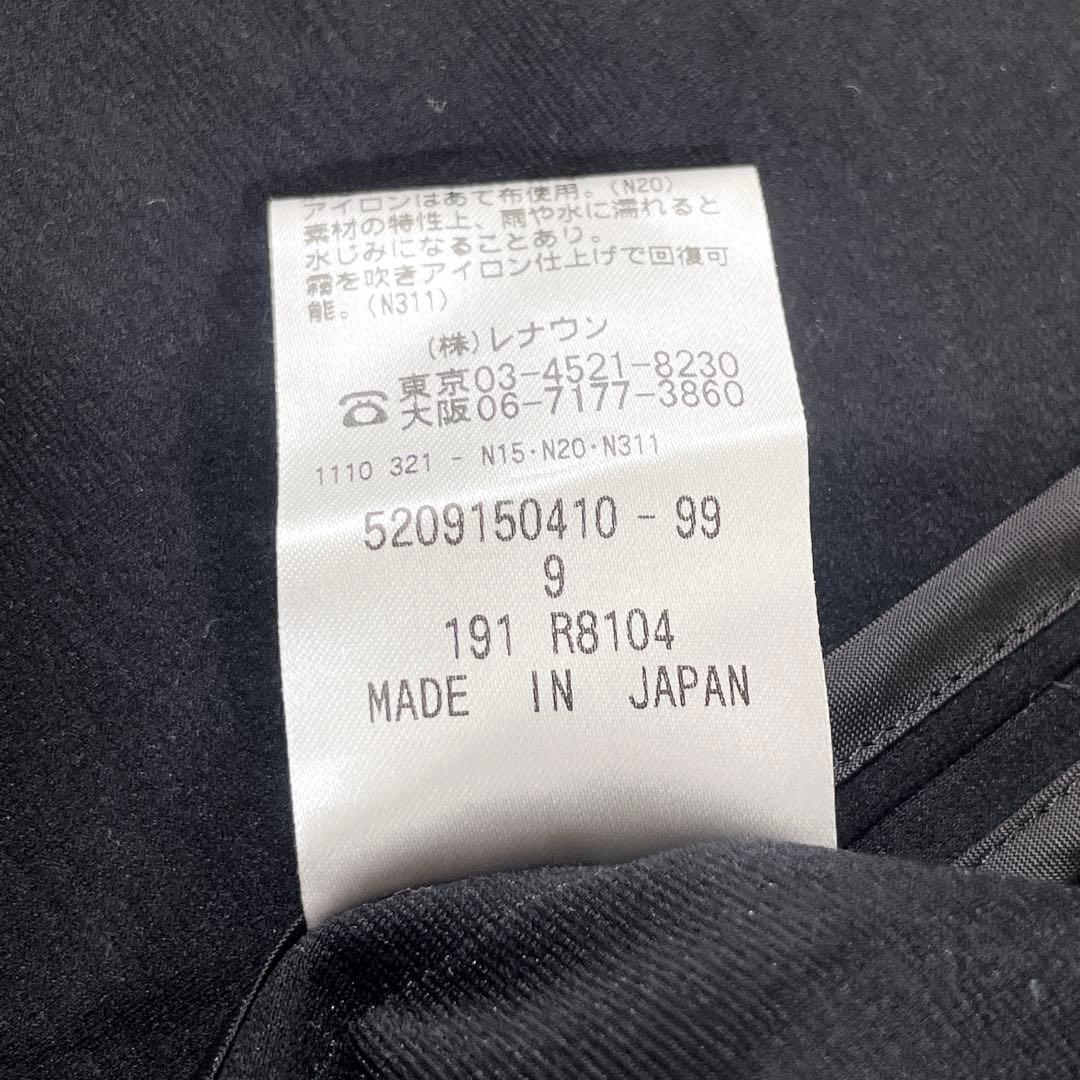 アイロンはあて布使用。(N20)
素材の特性上、雨や水に濡れると
水じみになることあり。
霧を吹きアイロン仕上げで回復可
能。(N311)
(株)レナウン
東京03-4521-8230
☎大阪06-7177-3860
1110 321 - N15·N20·N311
5209150410 - 99
9
191 R8104
MADE IN JAPAN